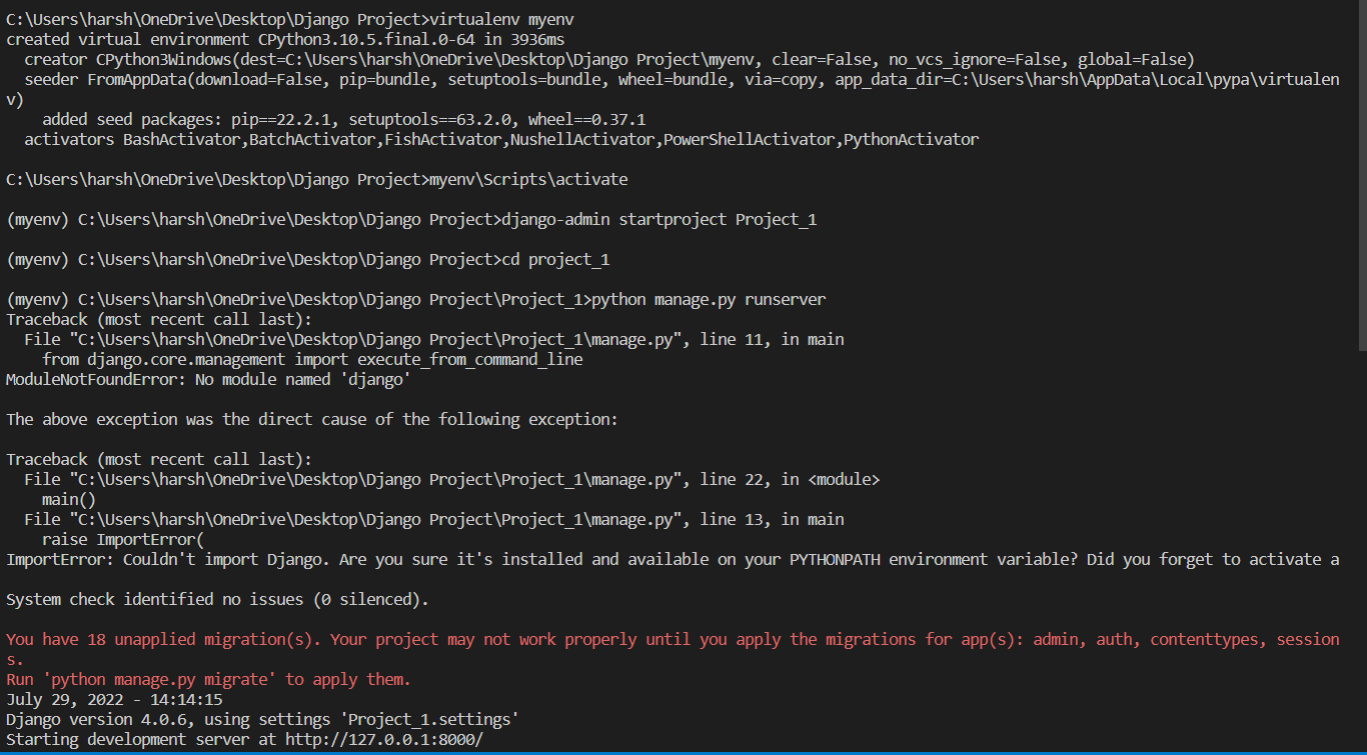 C:\Users\harsh\OneDrive\Desktop\Django Project>virtualenv myenv
created virtual environment CPython3.10.5.final.0-64 in 3936ms
  creator CPython3Windows(dest=C:\Users\harsh\OneDrive\Desktop\Django Project\myenv, clear=False, no_vcs_ignore=False, global=False)
  seeder FromAppData(download=False, pip=bundle, setuptools=bundle, wheel=bundle, via=copy, app_data_dir=C:\Users\harsh\AppData\Local\pypa\virtualen
v)
    added seed packages: pip==22.2.1, setuptools==63.2.0, wheel==0.37.1
  activators BashActivator,BatchActivator,FishActivator,NushellActivator,PowerShellActivator,PythonActivator
C:\Users\harsh\OneDrive\Desktop\Django Project>myenv\Scripts\activate
(myenv) C:\Users\harsh\OneDrive\Desktop\Django Project>django-admin startproject Project_1
(myenv) C:\Users\harsh\OneDrive\Desktop\Django Project>cd project_1
(myenv) C:\Users\harsh\OneDrive\Desktop\Django Project\Project_1>python manage.py runserver
Traceback (most recent call last):
  File "C:\Users\harsh\OneDrive\Desktop\Django Project\Project_1\manage.py", line 11, in main
    from django.core.management import execute_from_command_line
ModuleNotFoundError: No module named 'django'
The above exception was the direct cause of the following exception:
Traceback (most recent call last):
  File "C:\Users\harsh\OneDrive\Desktop\Django Project\Project_1\manage.py", line 22, in <module>
    main()
  File "C:\Users\harsh\OneDrive\Desktop\Django Project\Project_1\manage.py", line 13, in main
    raise ImportError(
ImportError: Couldn't import Django. Are you sure it's installed and available on your PYTHONPATH environment variable? Did you forget to activate a
System check identified no issues (0 silenced).
You have 18 unapplied migration(s). Your project may not work properly until you apply the migrations for app(s): admin, auth, contenttypes, session
s.
Run 'python manage.py migrate' to apply them.
July 29, 2022 - 14:14:15
Django version 4.0.6, using settings 'Project_1.settings'
Starting development server at http://127.0.0.1:8000/